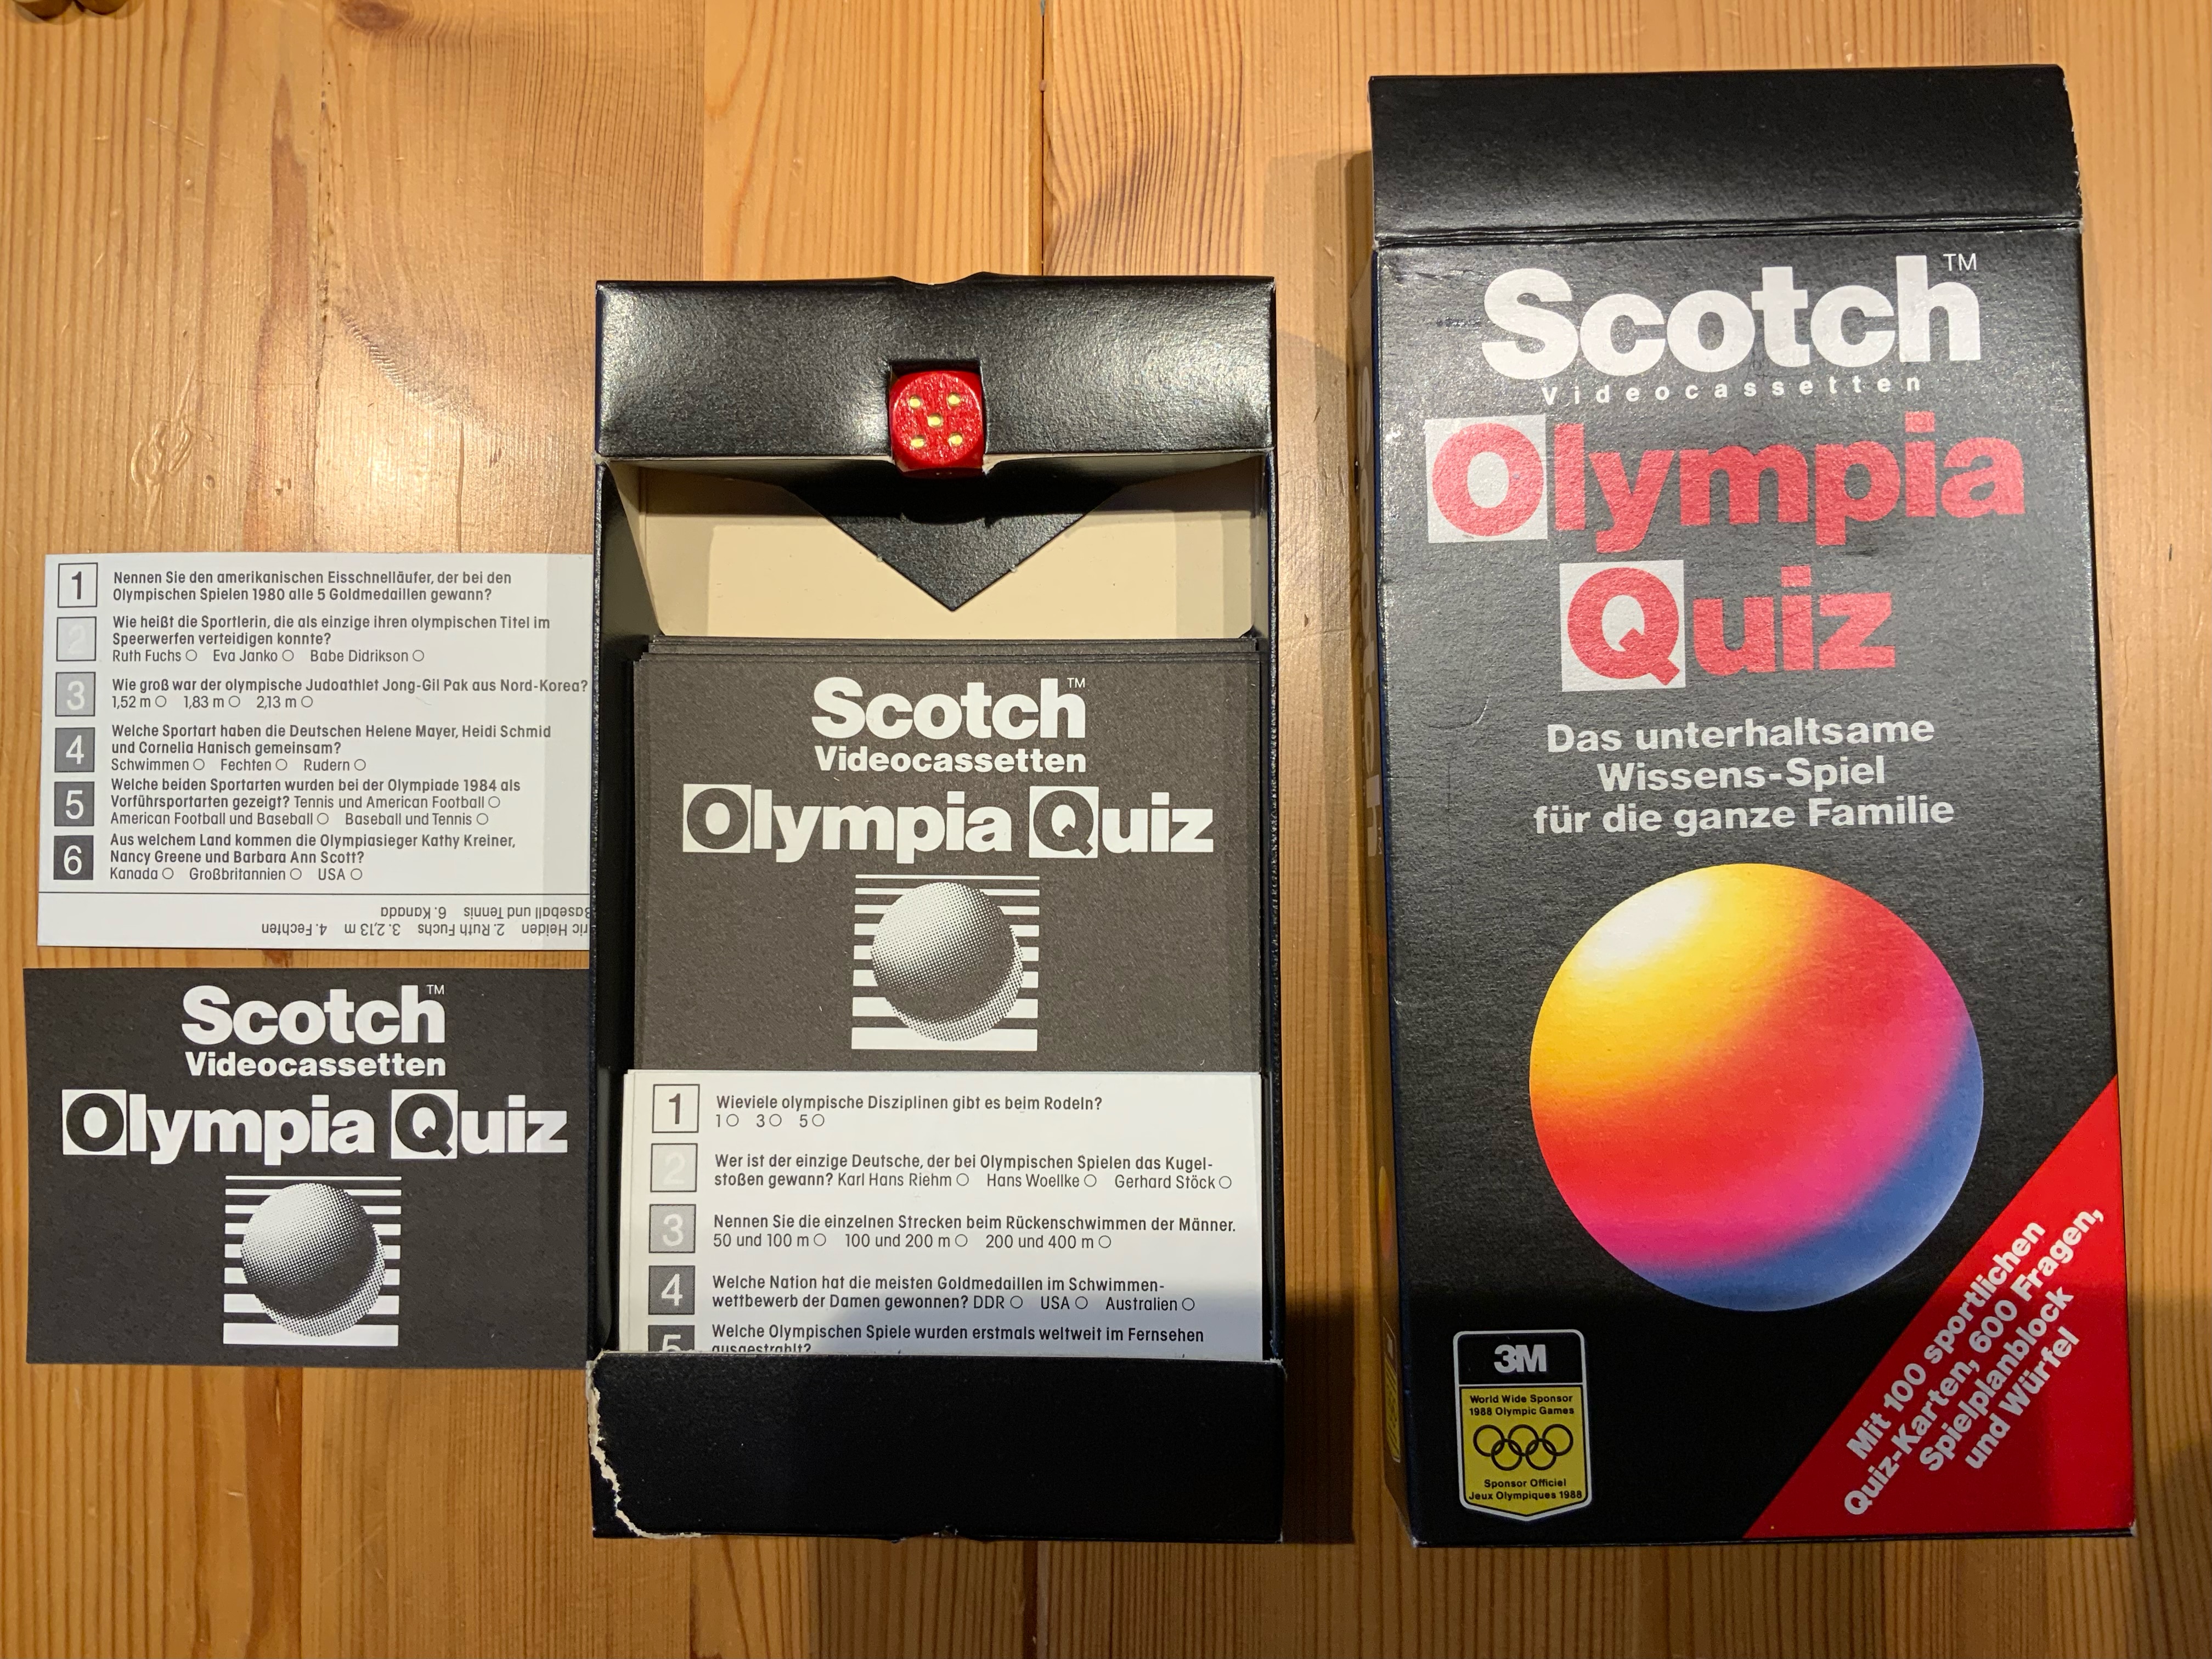 1 Nennen Sie den amerikanischen Eisschnelläufer, der bei den
Olympischen Spielen 1980 alle 5 Goldmedaillen gewann?
2 Wie heißt die Sportlerin, die als einzige ihren olympischen Titel im
Speerwerfen verteidigen konnte?
Ruth Fuchs ○ Eva Janko ○ Babe Didrikson ○
3 Wie groß war der olympische Judoathlet Jong-Gil Pak aus Nord-Korea?
1,52 m ○ 1,83 m ○ 2,13 m ○
4 Welche Sportart haben die Deutschen Helene Mayer, Heidi Schmid
und Cornelia Hanisch gemeinsam?
Schwimmen ○ Fechten ○ Rudern ○
5 Welche beiden Sportarten wurden bei der Olympiade 1984 als
Vorführsportarten gezeigt? Tennis und American Football ○
American Football und Baseball ○ Baseball und Tennis ○
6 Aus welchem Land kommen die Olympiasieger Kathy Kreiner,
Nancy Greene und Barbara Ann Scott?
Kanada ○ Großbritannien ○ USA ○
Heiden 2. Ruth Fuchs 3. 2,13 m 4. Fechten
Baseball und Tennis 6. Kanada
Scotch™
Videocassetten
Olympia Quiz
Scotch™
Videocassetten
Olympia Quiz
1 Wieviele olympische Disziplinen gibt es beim Rodeln?
1 ○ 3 ○ 5 ○
2 Wer ist der einzige Deutsche, der bei Olympischen Spielen das Kugel-
stoßen gewann? Karl Hans Riehm ○ Hans Woellke ○ Gerhard Stöck ○
3 Nennen Sie die einzelnen Strecken beim Rückenschwimmen der Männer.
50 und 100 m ○ 100 und 200 m ○ 200 und 400 m ○
4 Welche Nation hat die meisten Goldmedaillen im Schwimmen-
wettbewerb der Damen gewonnen? DDR ○ USA ○ Australien ○
5 Welche Olympischen Spiele wurden erstmals weltweit im Fernsehen
ausgestrahlt?
Scotch™
Videocassetten
Olympia
Quiz
Das unterhaltsame
Wissens-Spiel
für die ganze Familie
3M
World Wide Sponsor
1988 Olympic Games
Sponsor Officiel
Jeux Olympiques 1988
Mit 100 sportlichen
Quiz-Karten, 600 Fragen,
Spielplanblock
und Würfel